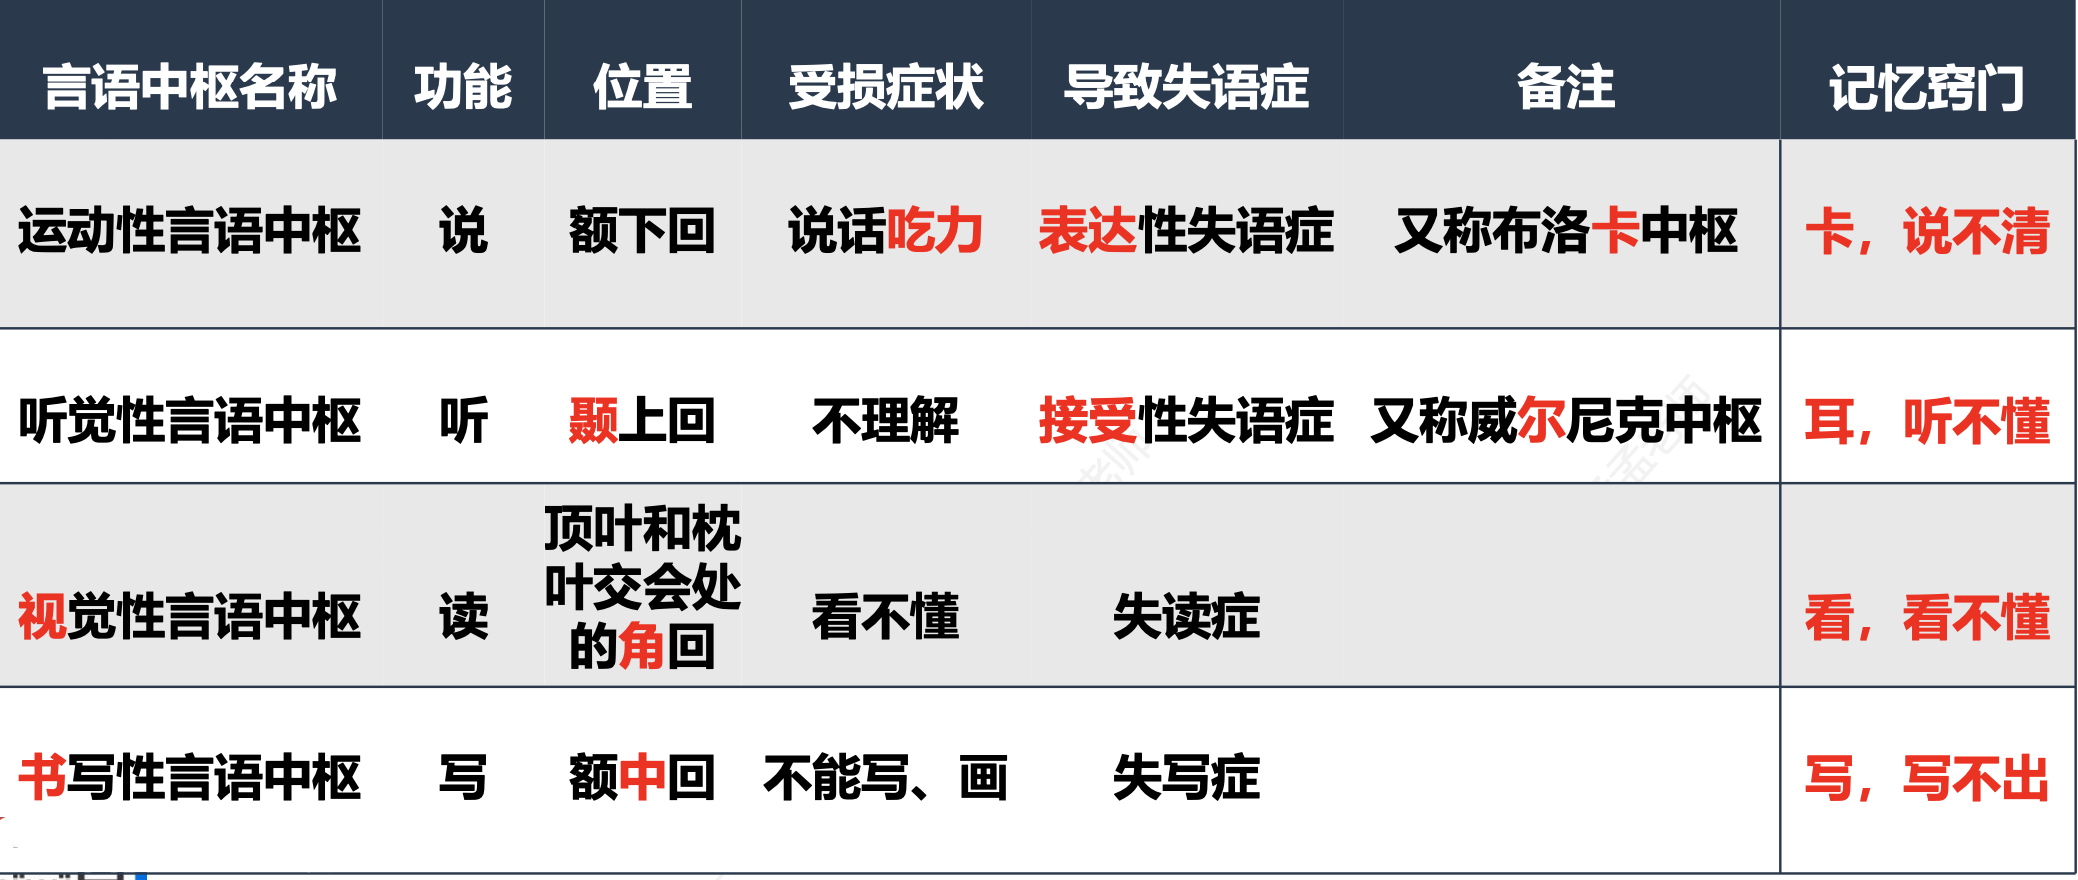 言语中枢名称 功能 位置 受损症状 导致失语症 备注 记忆窍门
运动性言语中枢 说 额下回 说话吃力 表达性失语症 又称布洛卡中枢 卡，说不清
听觉性言语中枢 听 颞上回 不理解 接受性失语症 又称威尔尼克中枢 耳，听不懂
视觉性言语中枢 读 顶叶和枕
叶交会处
的角回 看不懂 失读症 看，看不懂
书写性言语中枢 写 额中回 不能写、画 失写症 写，写不出